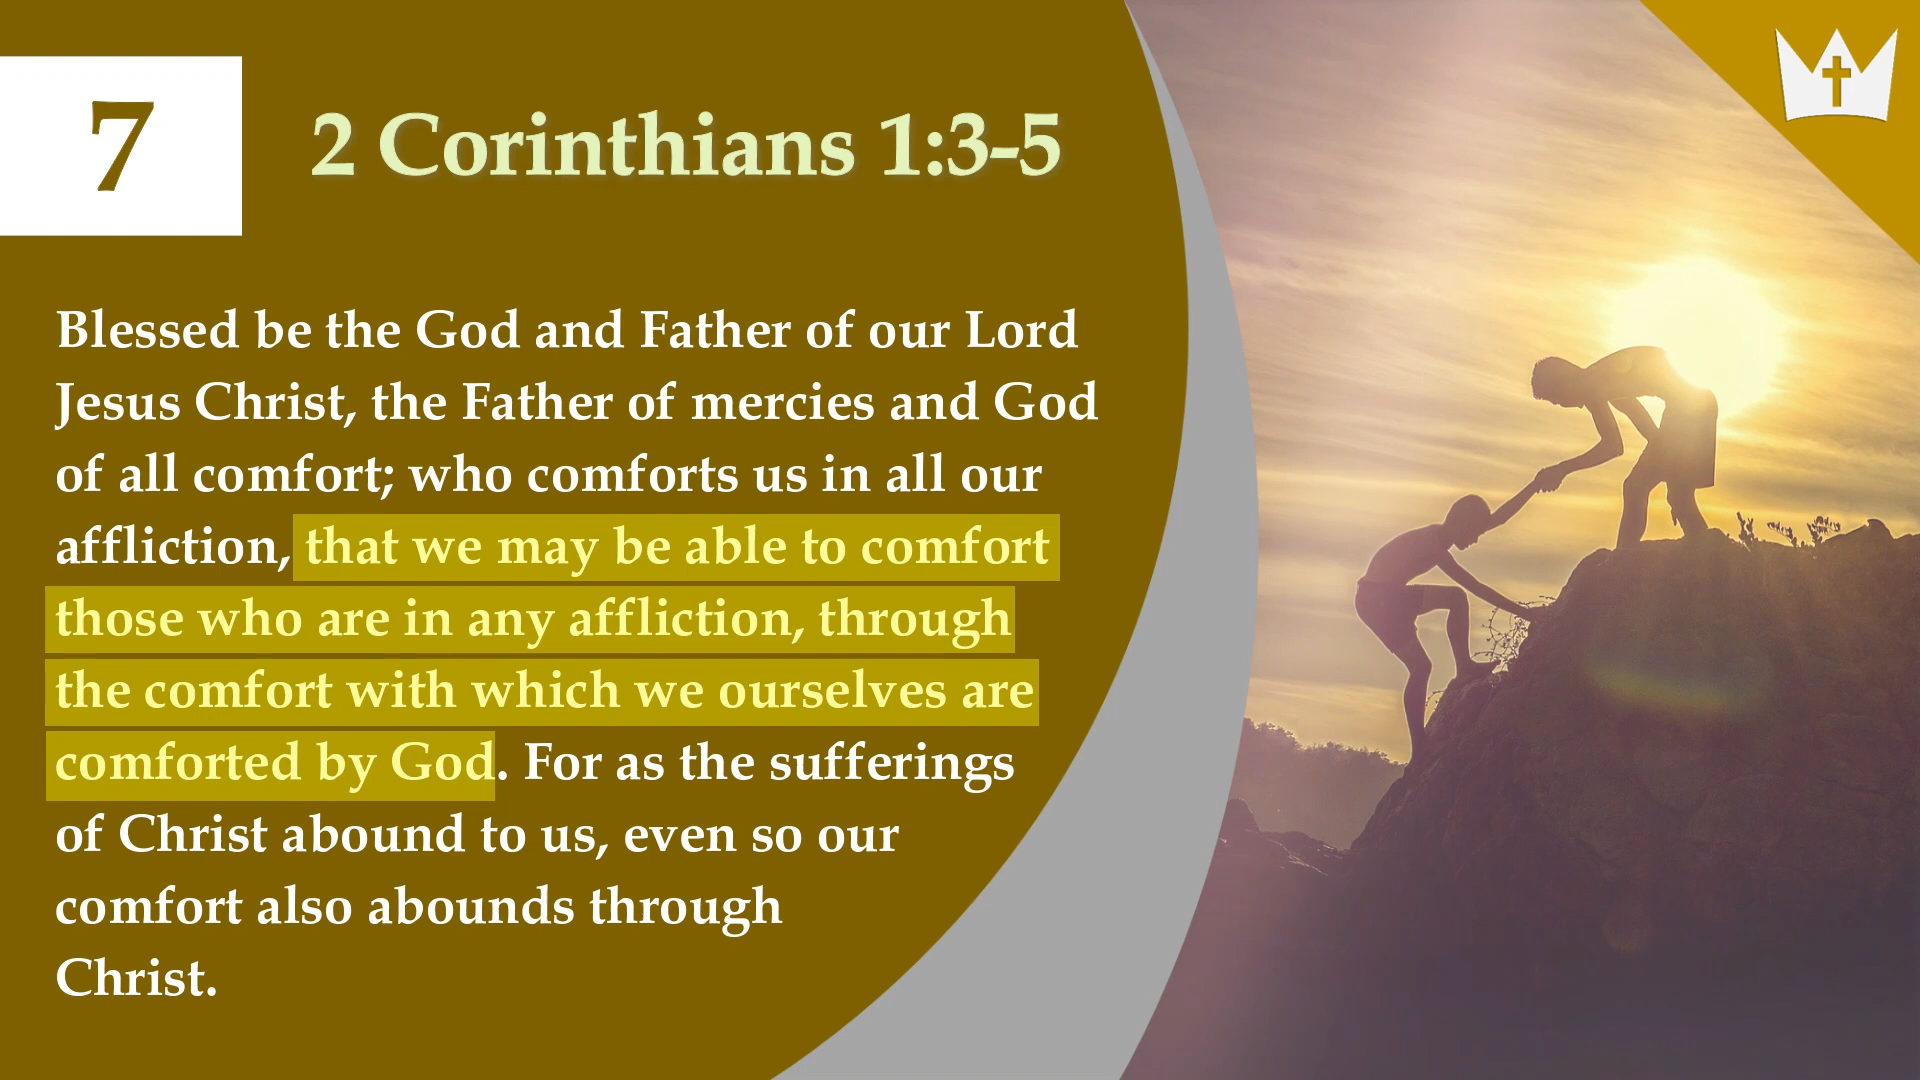 7
2 Corinthians 1:3-5
Blessed be the God and Father of our Lord
Jesus Christ, the Father of mercies and God
of all comfort; who comforts us in all our
affliction, that we may be able to comfort
those who are in any affliction, through
the comfort with which we ourselves are
comforted by God. For as the sufferings
of Christ abound to us, even so our
comfort also abounds through
Christ.